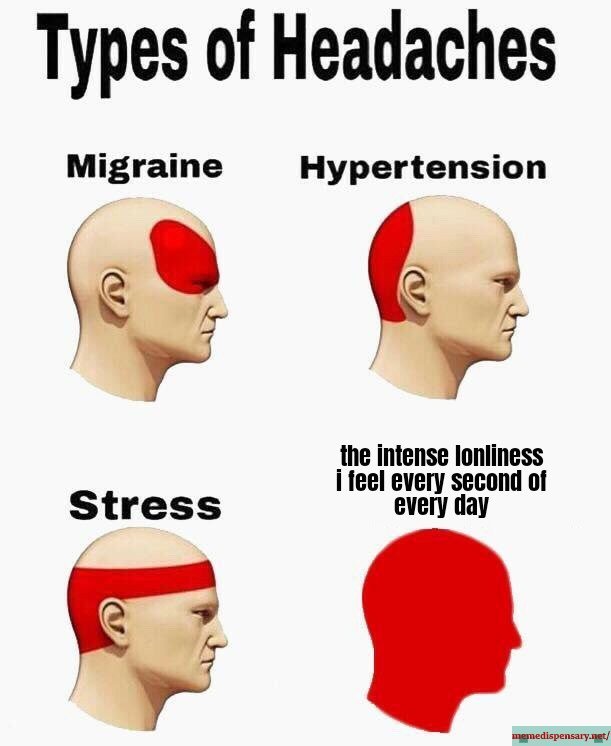 Types of Headaches
Migraine
Hypertension
Stress
the intense lonliness
i feel every second of
every day
memedispensary.net/